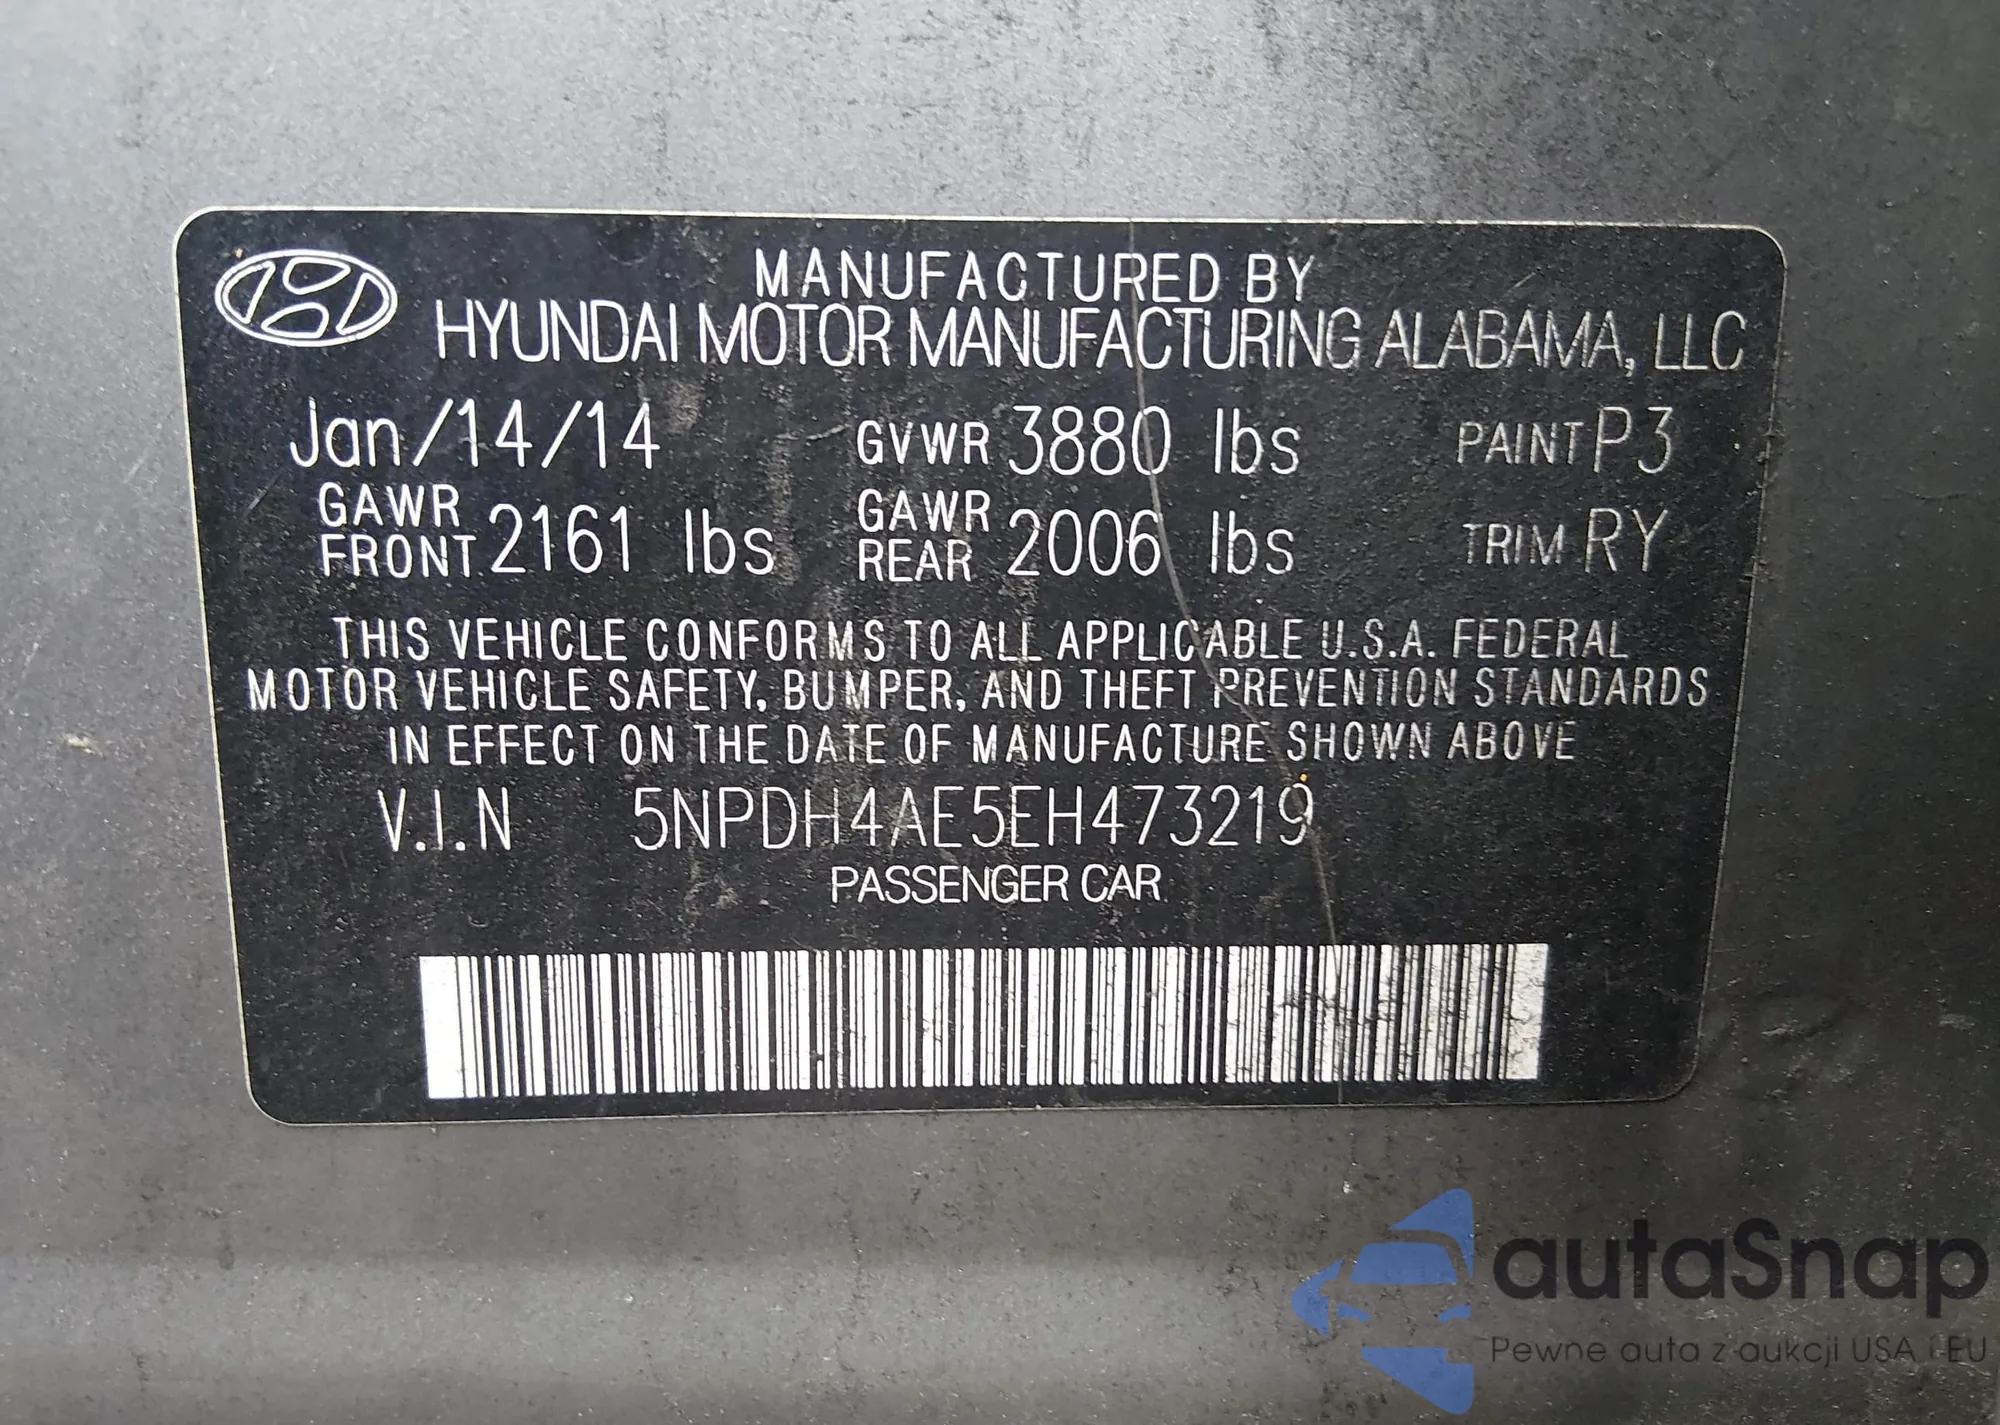 MANUFACTURED BY
HYUNDAI MOTOR MANUFACTURING ALABAMA, LLC
Jan/14/14 GVWR 3880 lbs PAINT P3
GAWR FRONT 2161 lbs GAWR REAR 2006 lbs TRIM RY
THIS VEHICLE CONFORMS TO ALL APPLICABLE U.S.A. FEDERAL
MOTOR VEHICLE SAFETY, BUMPER, AND THEFT PREVENTION STANDARDS
IN EFFECT ON THE DATE OF MANUFACTURE SHOWN ABOVE
V.I.N 5NPDH4AE5EH473219
PASSENGER CAR
autaSnap
Pewne auta z aukcji USA i EU